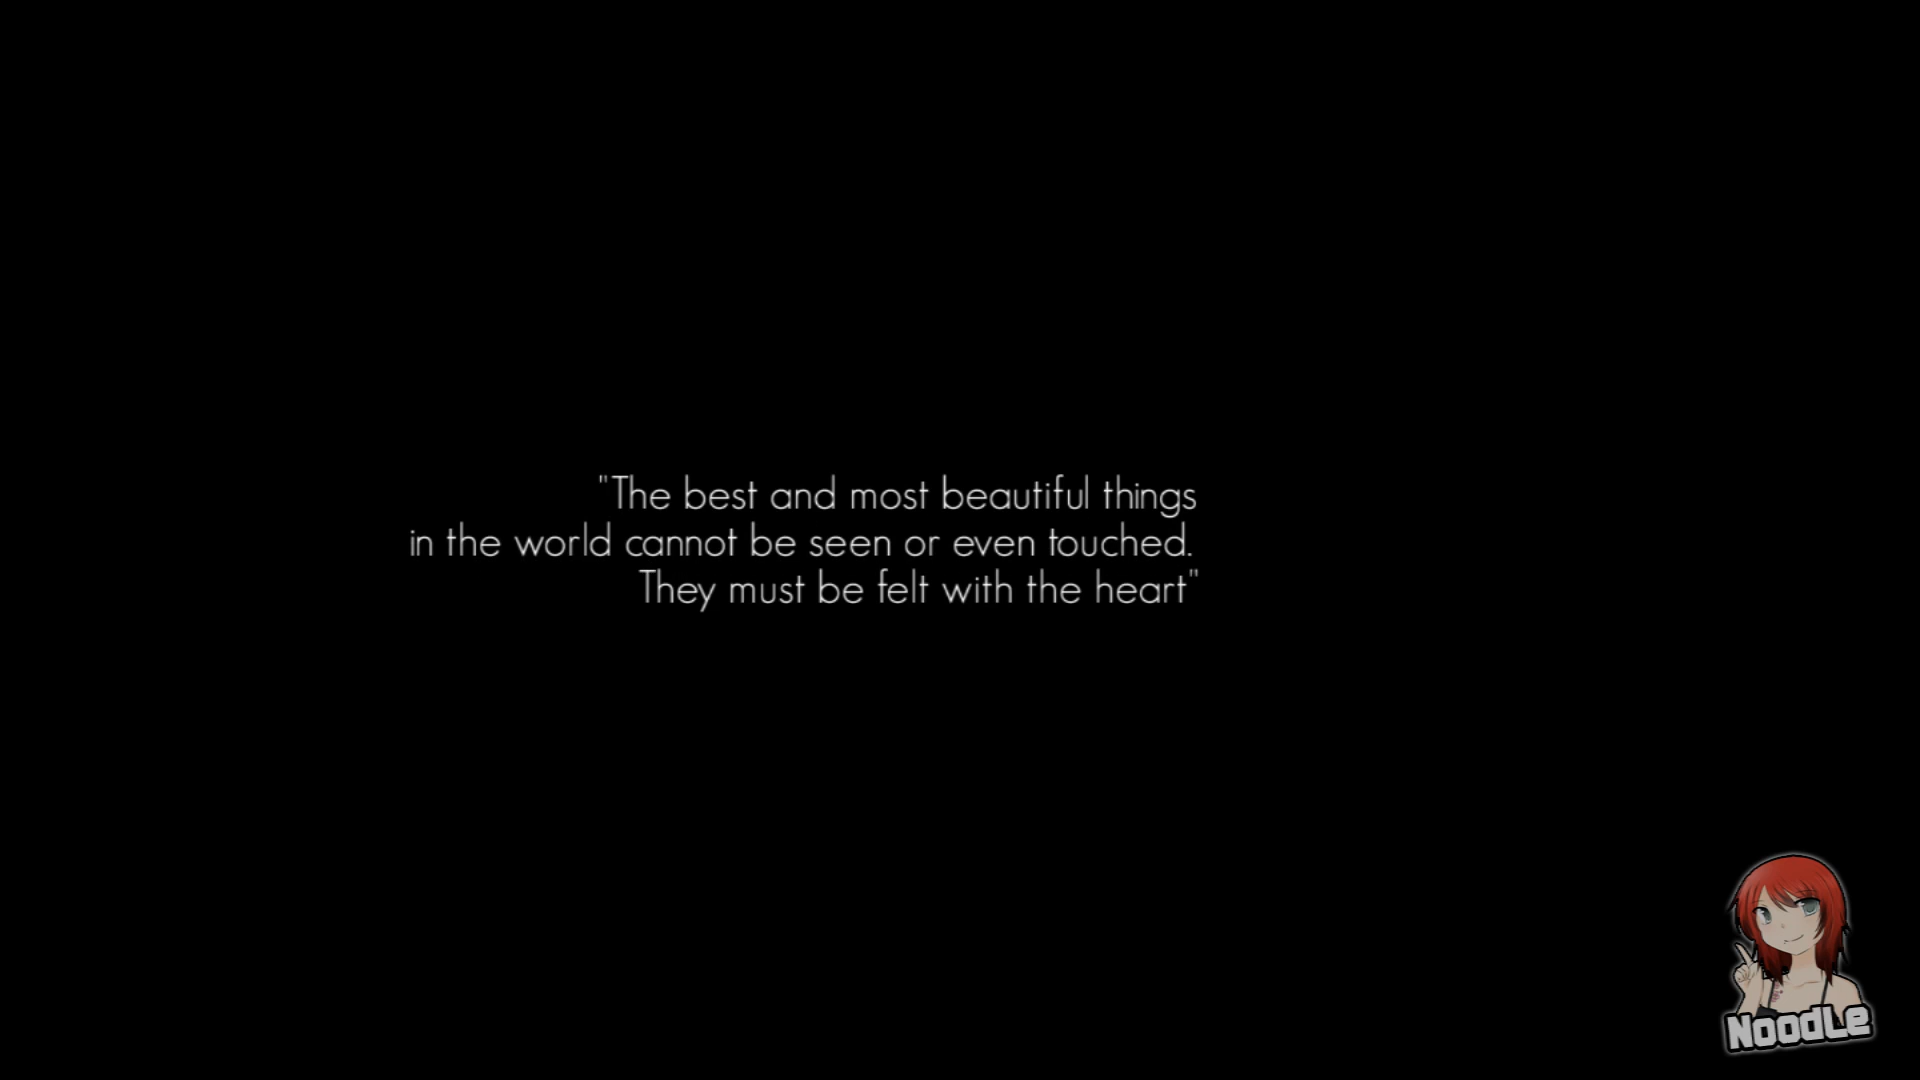 "The best and most beautiful things
in the world cannot be seen or even touched.
They must be felt with the heart"
NoodLe